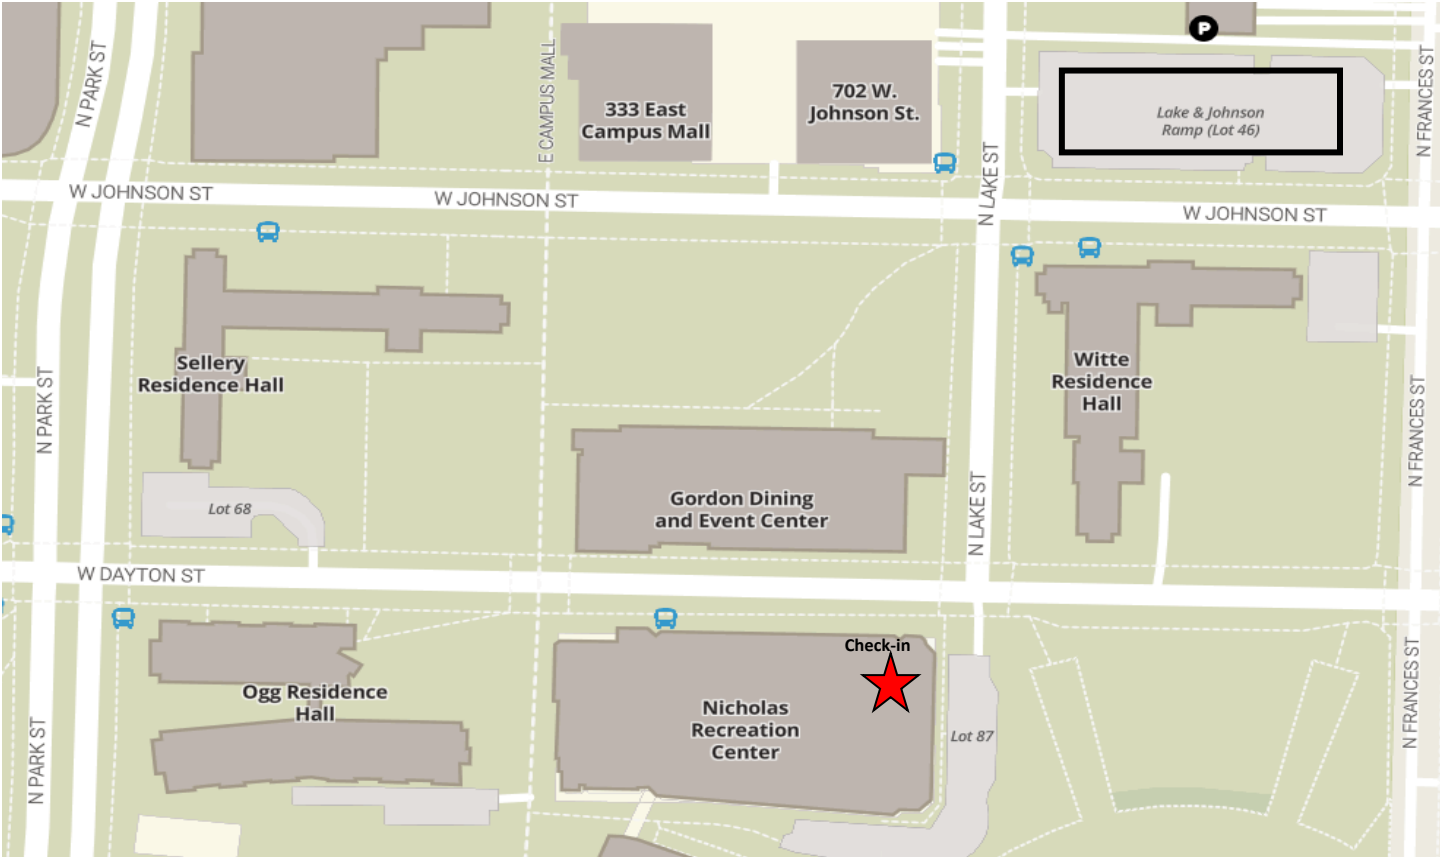 N PARK ST
E CAMPUS MALL
333 East
Campus Mall
702 W.
Johnson St.
P
Lake & Johnson
Ramp (Lot 46)
N FRANCES ST
W JOHNSON ST
W JOHNSON ST
N LAKE ST
W JOHNSON ST
Sellery
Residence Hall
Witte
Residence
Hall
N PARK ST
N FRANCES ST
Lot 68
Gordon Dining
and Event Center
N LAKE ST
W DAYTON ST
Check-in
Ogg Residence
Hall
Nicholas
Recreation
Center
Lot 87
N PARK ST
N FRANCES ST